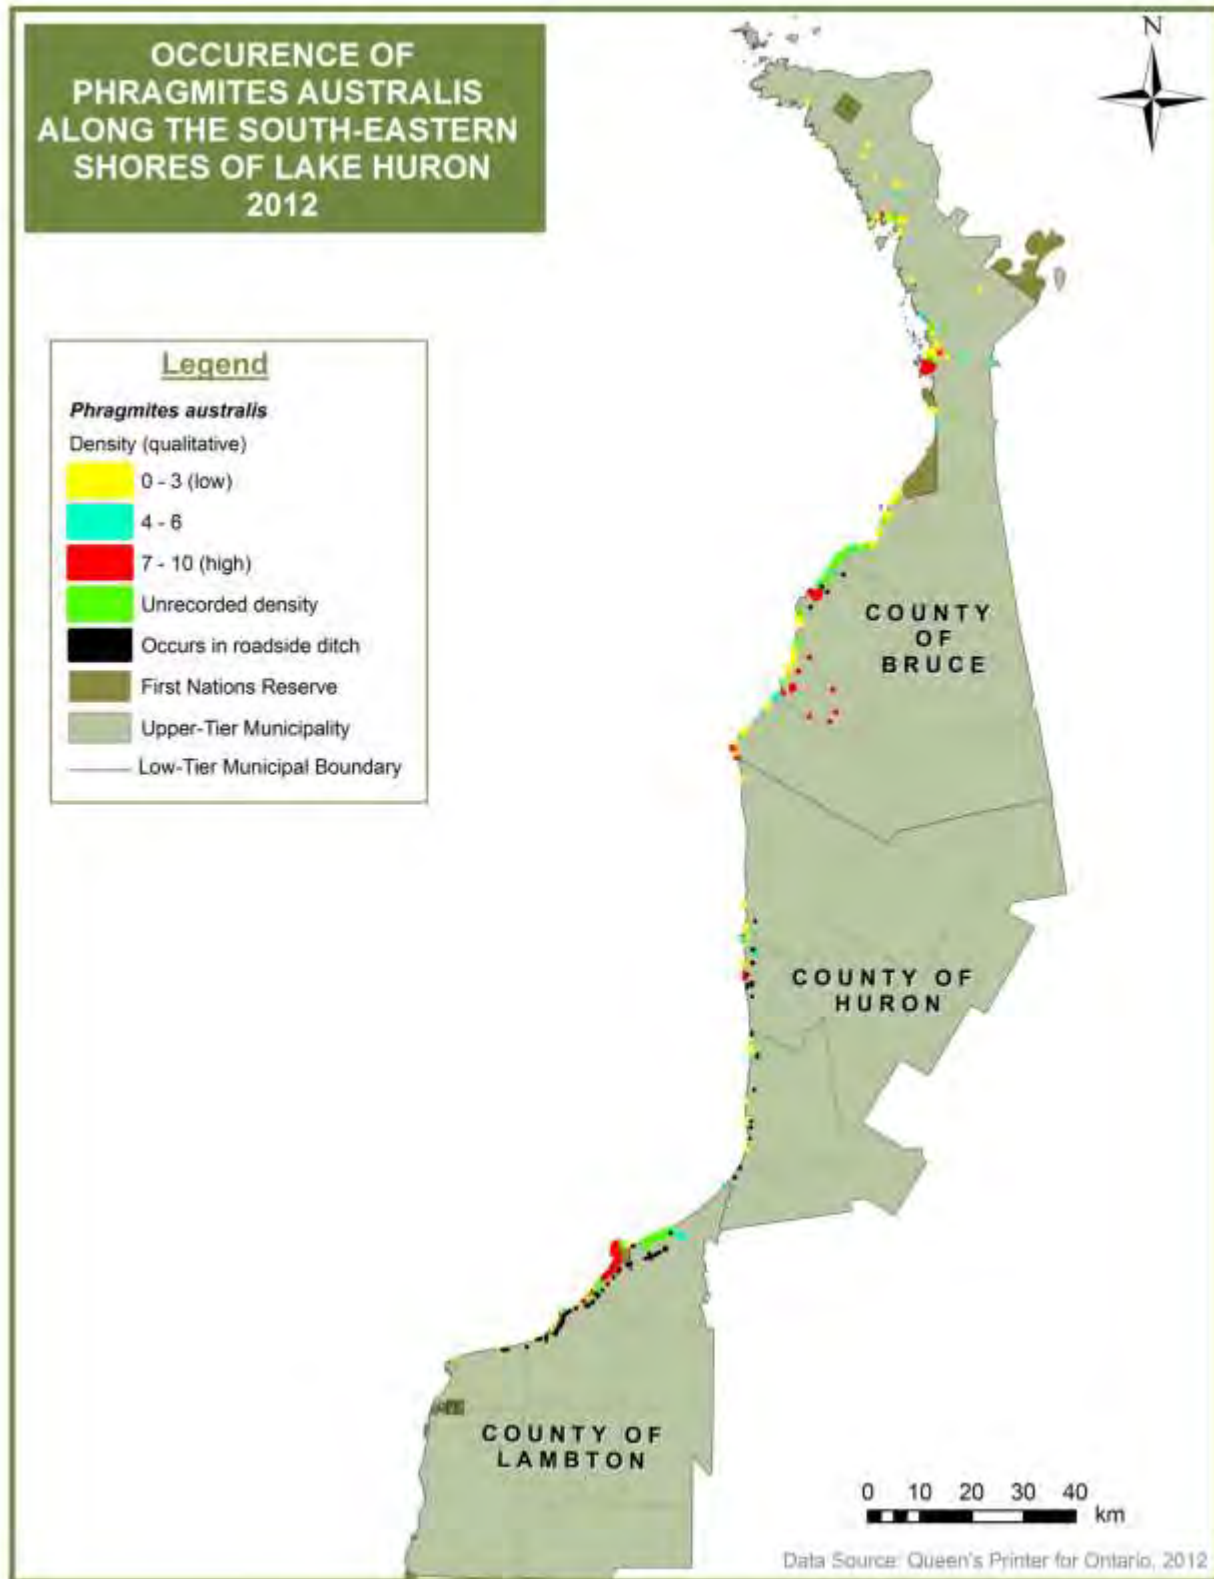 OCCURENCE OF
PHRAGMITES AUSTRALIS
ALONG THE SOUTH-EASTERN
SHORES OF LAKE HURON
2012
N
Legend
Phragmites australis
Density (qualitative)
0 - 3 (low)
4 - 6
7 - 10 (high)
Unrecorded density
Occurs in roadside ditch
First Nations Reserve
Upper-Tier Municipality
Low-Tier Municipal Boundary
COUNTY
OF
BRUCE
COUNTY OF
HURON
COUNTY OF
LAMBTON
0 10 20 30 40
km
Data Source: Queen's Printer for Ontario, 2012